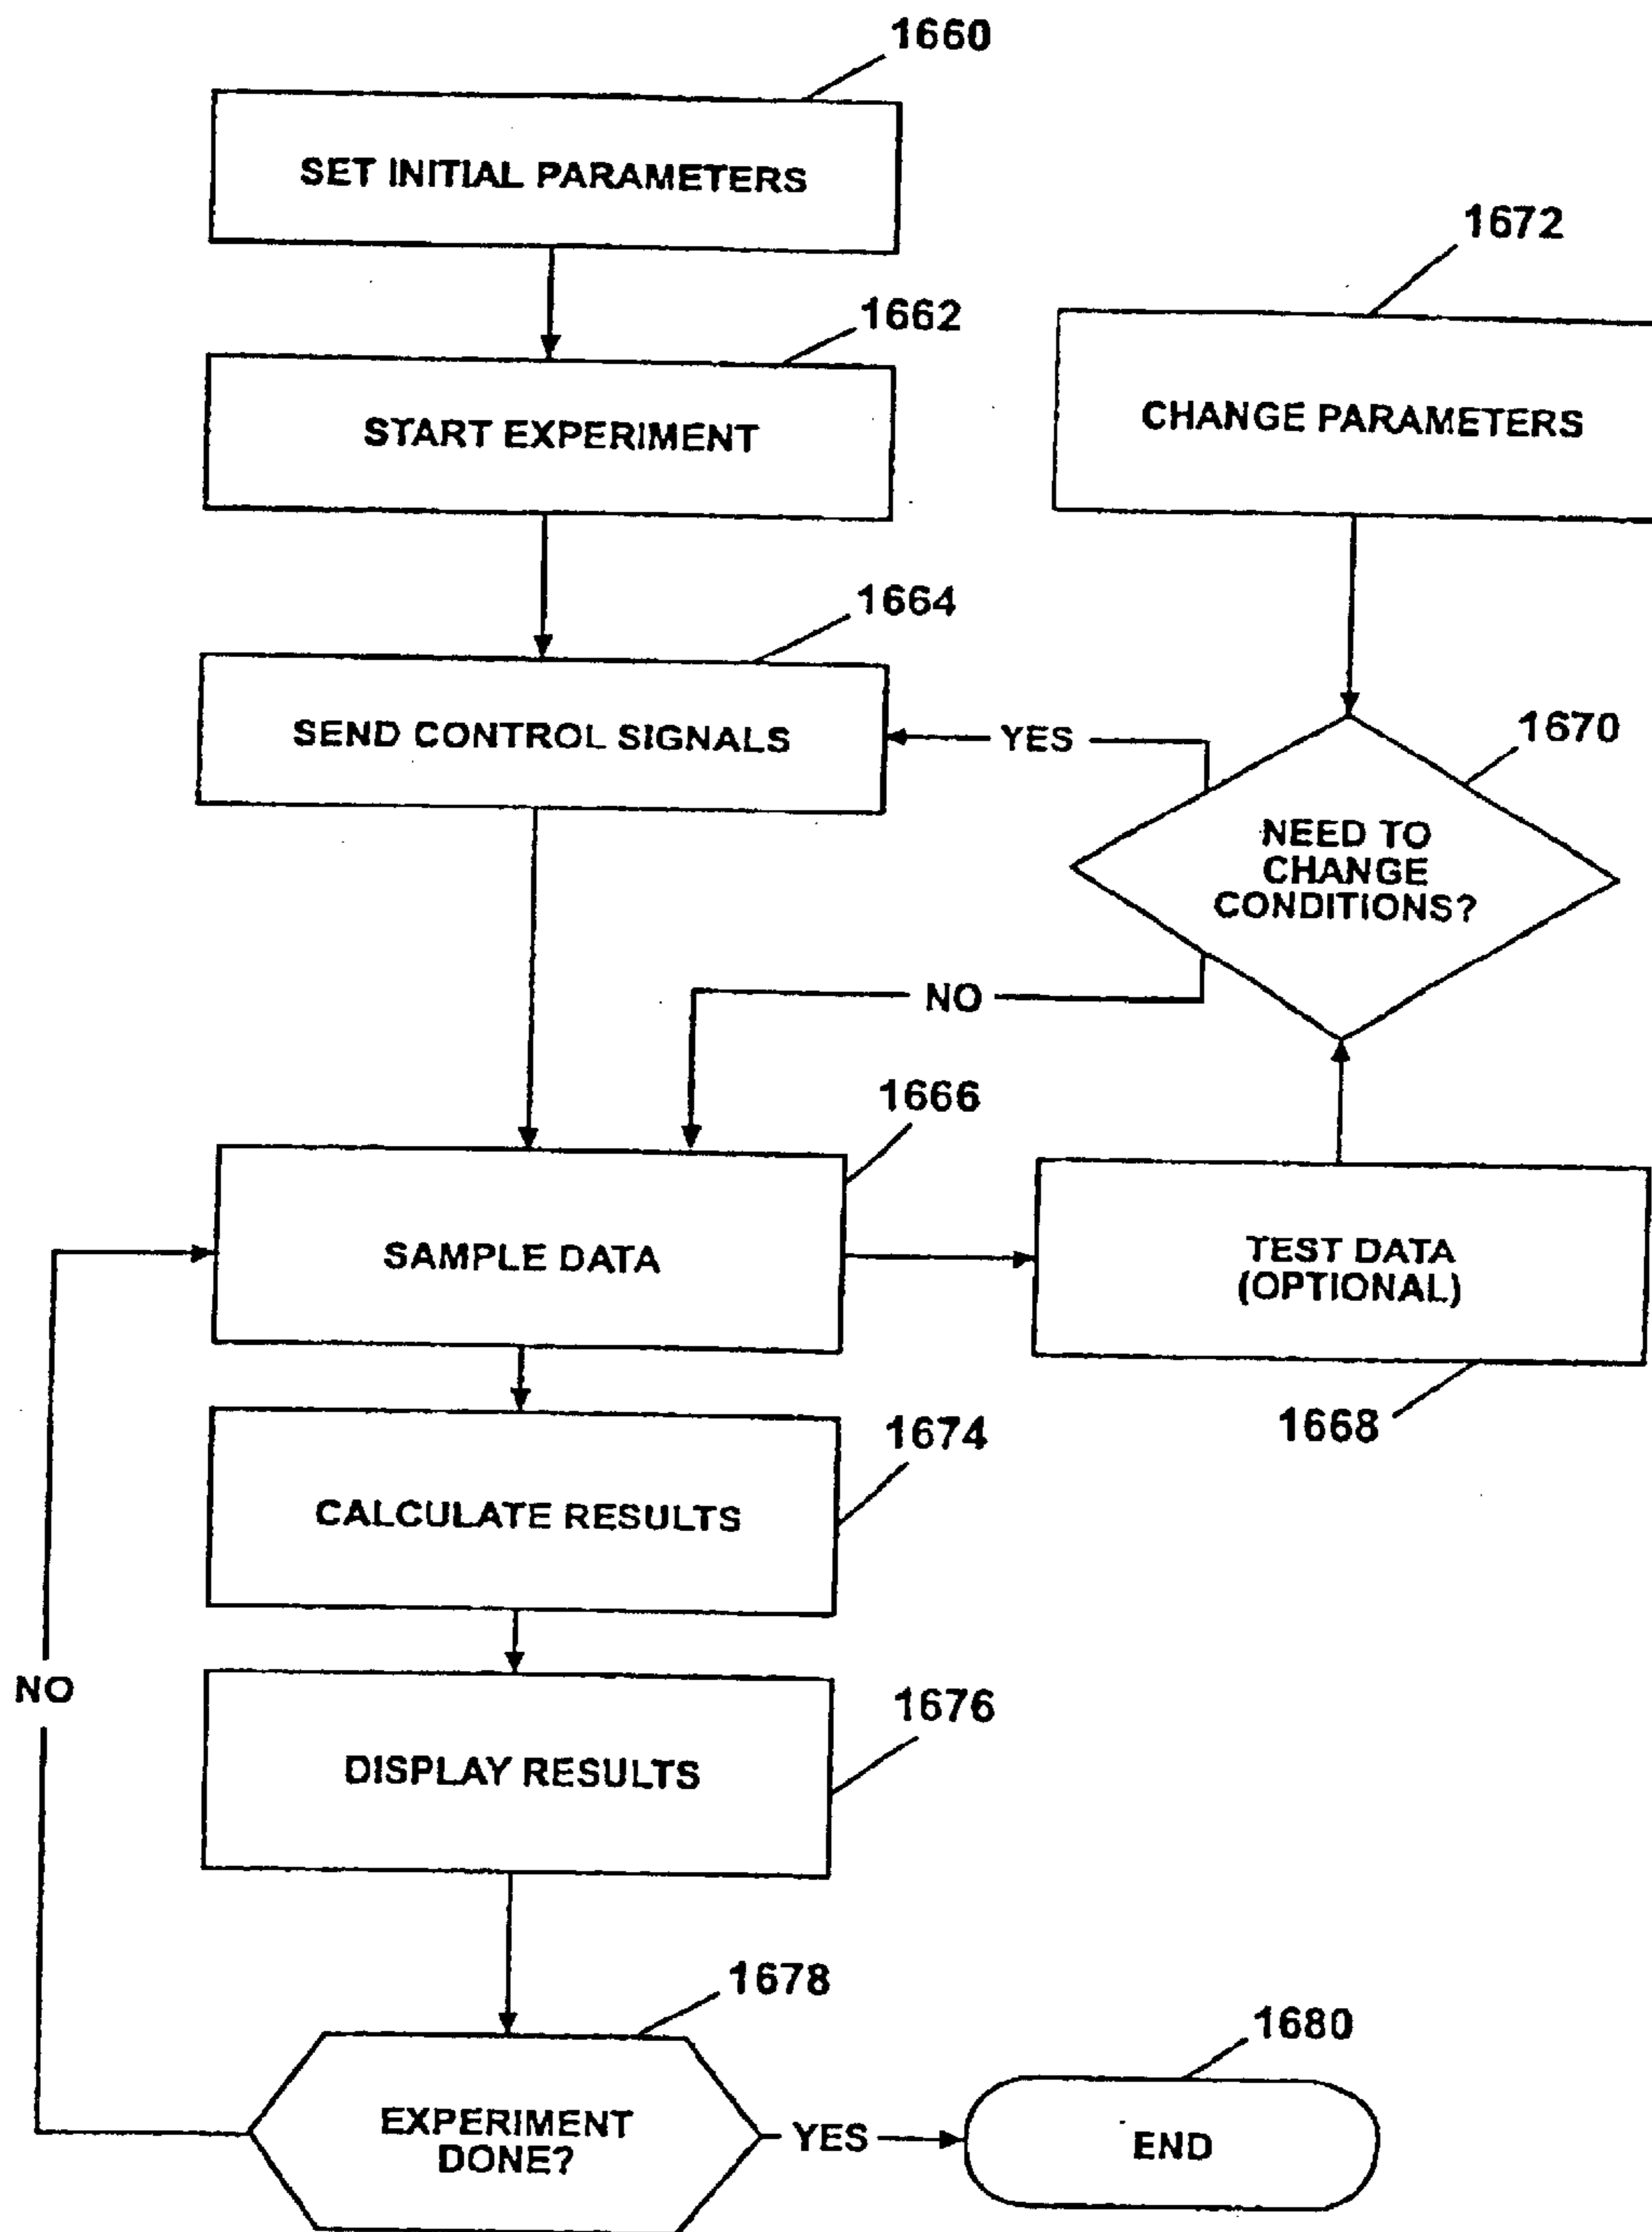 1660
SET INITIAL PARAMETERS
1662
START EXPERIMENT
1672
CHANGE PARAMETERS
1664
SEND CONTROL SIGNALS
YES
1670
NEED TO
CHANGE
CONDITIONS?
NO
1666
SAMPLE DATA
TEST DATA
(OPTIONAL)
1668
1674
CALCULATE RESULTS
NO
1676
DISPLAY RESULTS
1678
EXPERIMENT
DONE?
YES
1680
END